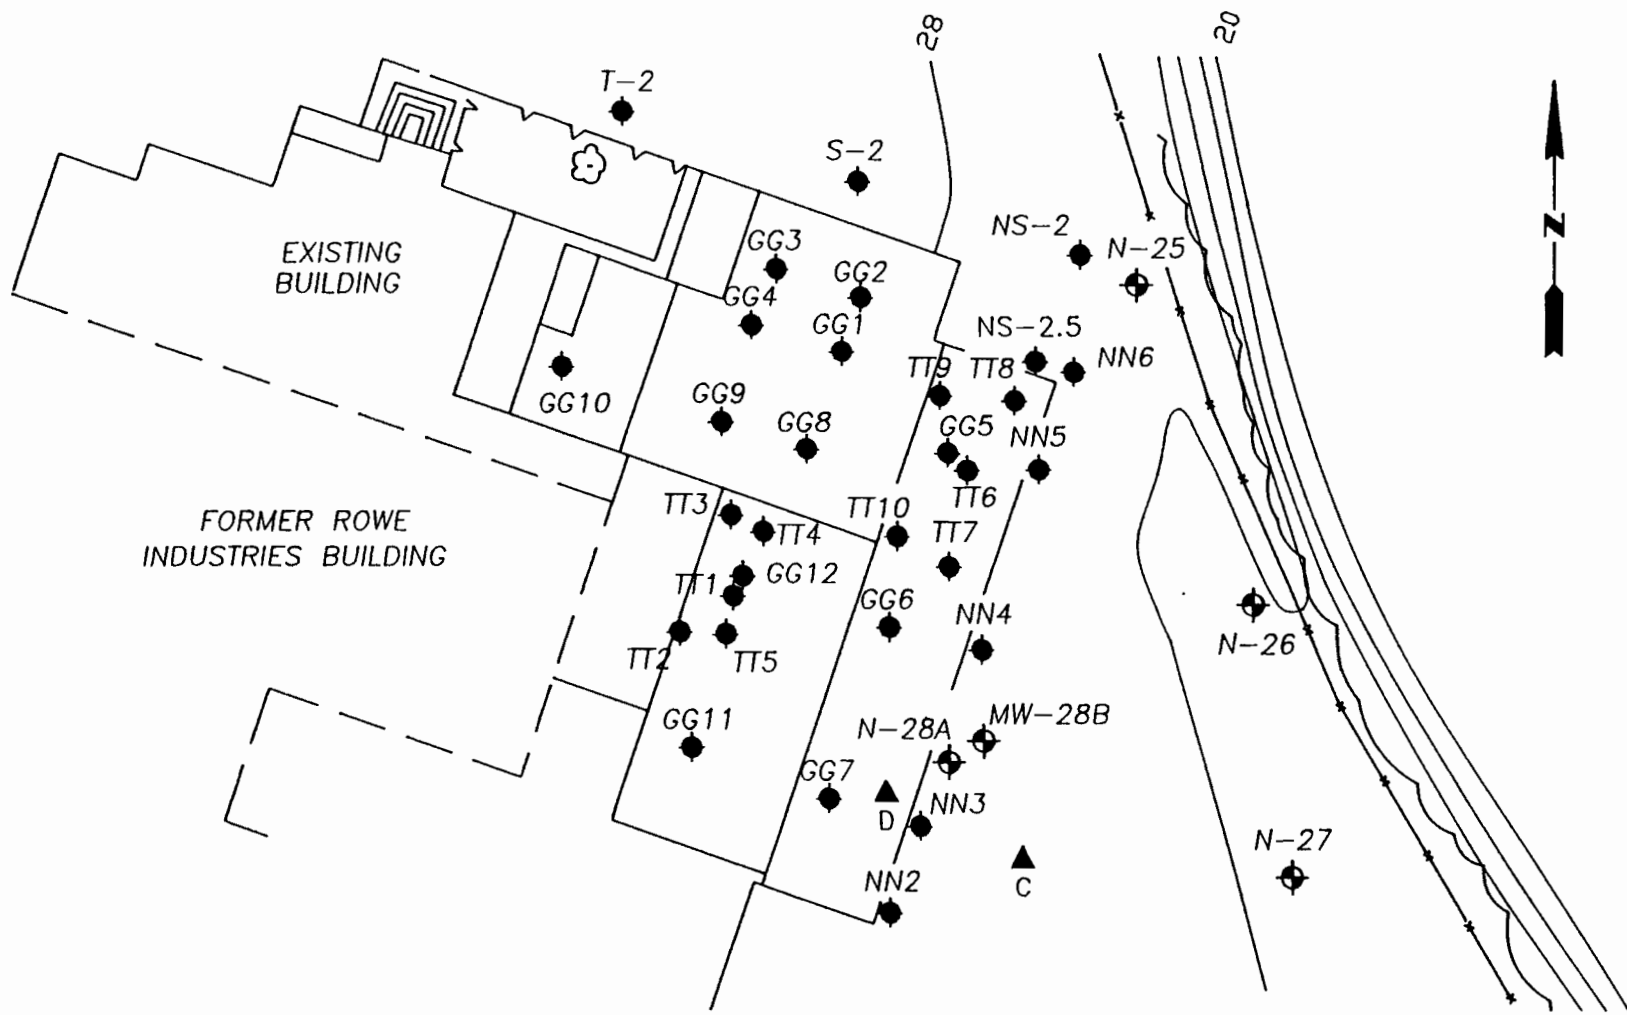 28
20
T-2
S-2
NS-2
N-25
N
EXISTING
BUILDING
GG3
GG2
GG4
GG1
NS-2.5
NN6
TT9
TT8
GG10
GG9
GG8
GG5
NN5
TT6
TT3
TT10
TT4
TT7
FORMER ROWE
INDUSTRIES BUILDING
TT1
GG12
GG6
NN4
N-26
TT2
TT5
GG11
N-28A
MW-28B
GG7
D
NN3
N-27
C
NN2